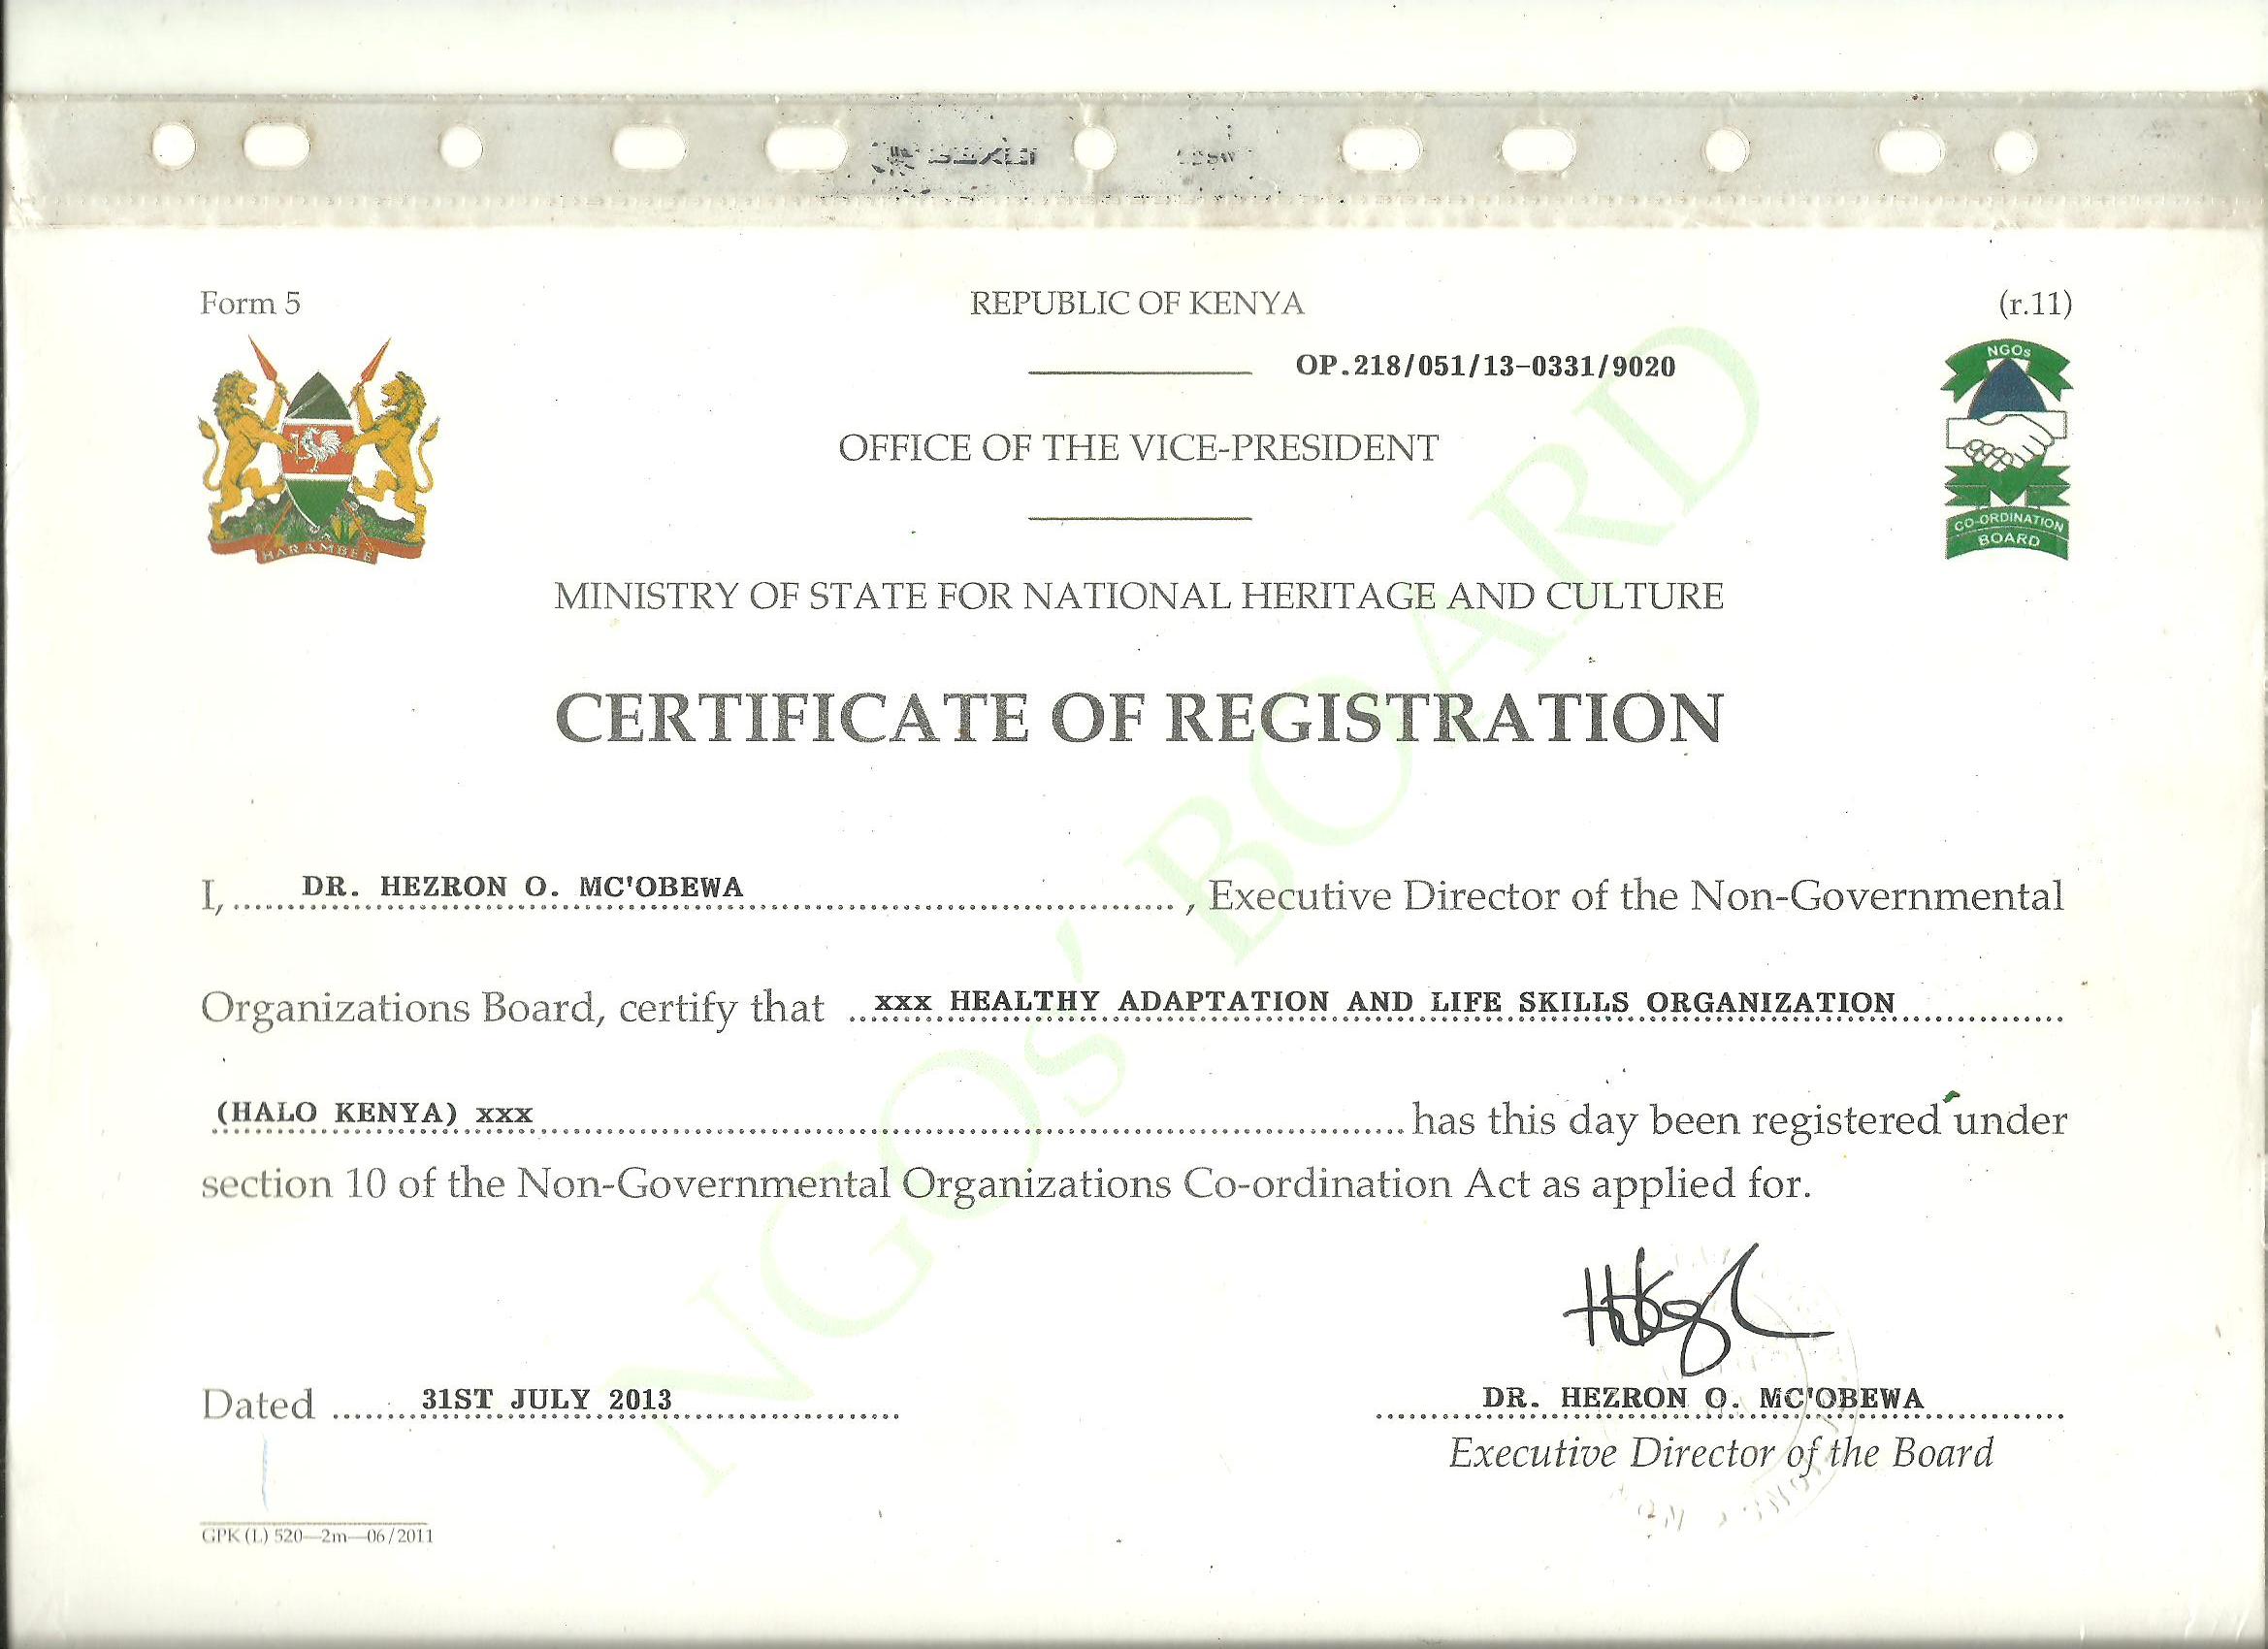 Form 5
REPUBLIC OF KENYA
(r.11)
OP.218/051/13-0331/9020
NGOs
OFFICE OF THE VICE-PRESIDENT
HARAMBEE
CO-ORDINATION
BOARD
MINISTRY OF STATE FOR NATIONAL HERITAGE AND CULTURE
CERTIFICATE OF REGISTRATION
I, DR. HEZRON O. MC'OBEWA, Executive Director of the Non-Governmental
Organizations Board, certify that xxx HEALTHY ADAPTATION AND LIFE SKILLS ORGANIZATION
(HALO KENYA) xxx has this day been registered under
section 10 of the Non-Governmental Organizations Co-ordination Act as applied for.
NGOs' BOARD
Dated 31ST JULY 2013
DR. HEZRON O. MC'OBEWA
Executive Director of the Board
GPK (L) 520—2m—06/2011